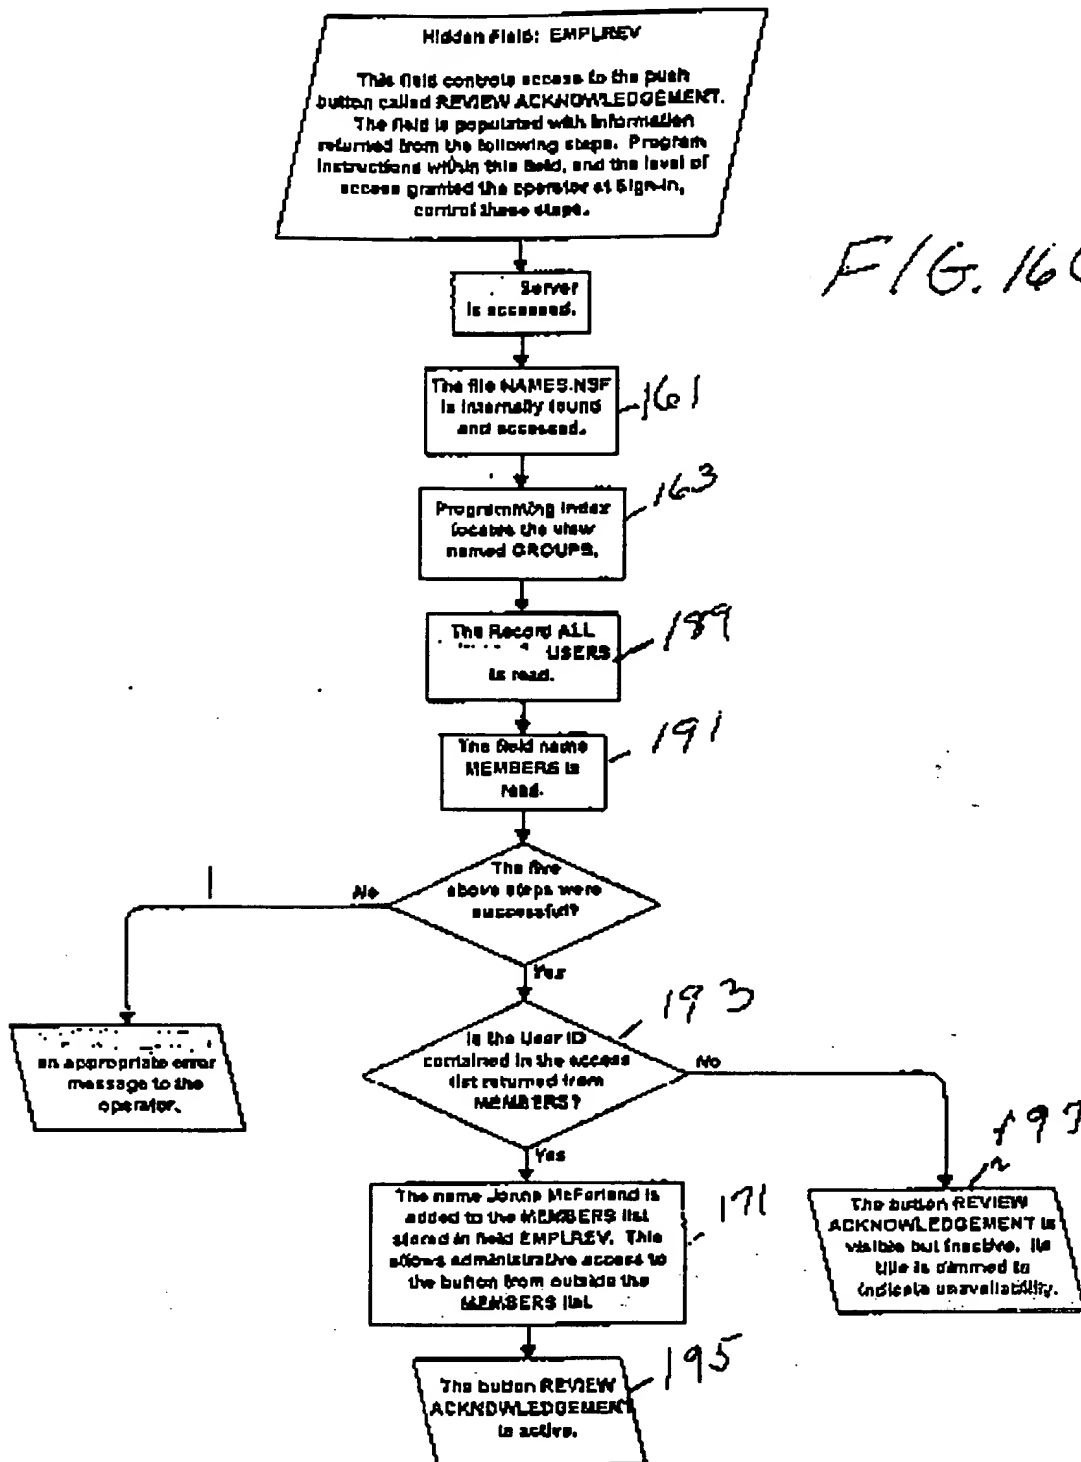 Hidden Field: EMPLREV
This field controls access to the push
button called REVIEW ACKNOWLEDGEMENT.
The field is populated with information
returned from the following steps. Program
instructions within this field, and the level of
access granted the operator at Sign-in,
control these steps.
FIG. 16
Server
is accessed.
The file NAMES.NSF
is internally found
and accessed.
161
Programming index
locates the view
named GROUPS.
163
The Record ALL
USERS
is read.
189
The field name
MEMBERS is
read.
191
The five
above steps were
successful?
No
Yes
an appropriate error
message to the
operator.
Is the User ID
contained in the access
list returned from
MEMBERS?
193
No
Yes
The name Jonna McFarland is
added to the MEMBERS list
stored in field EMPLREV. This
allows administrative access to
the button from outside the
MEMBERS list
171
197
The button REVIEW
ACKNOWLEDGEMENT is
visible but inactive. Its
title is dimmed to
indicate unavailability.
The button REVIEW
ACKNOWLEDGEMENT
is active.
195